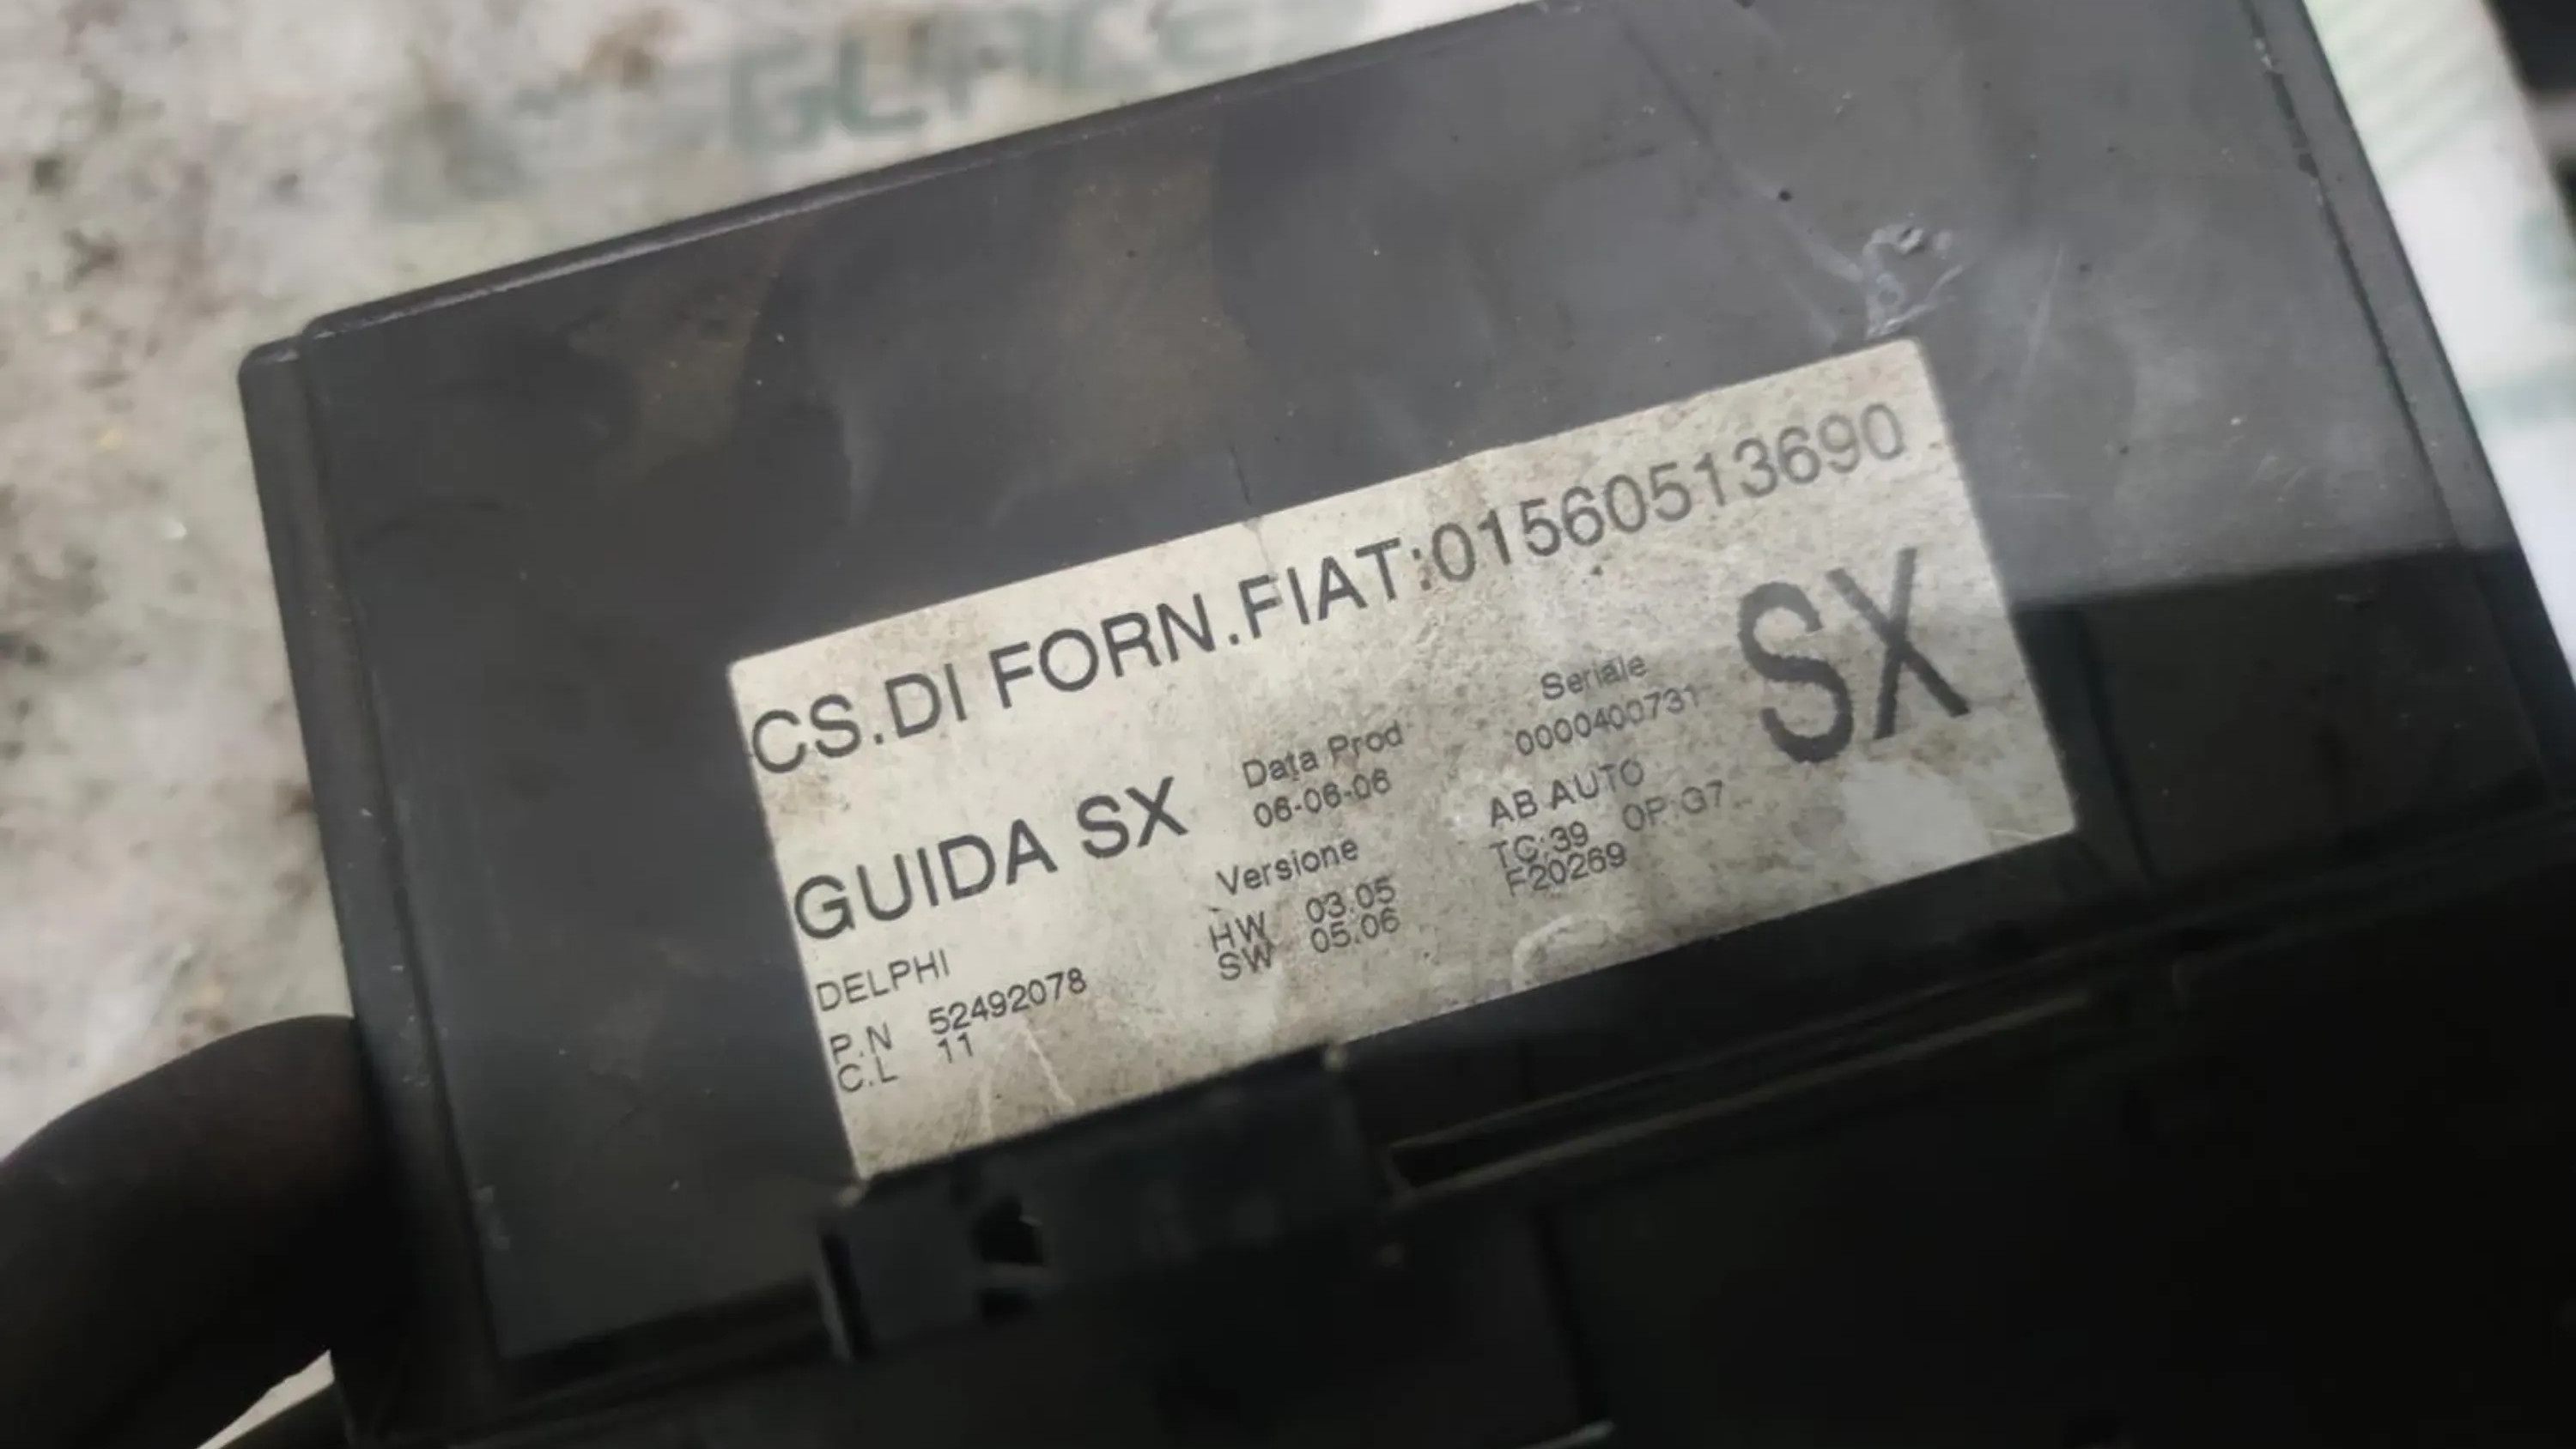 CS.DI FORN.FIAT:01560513690
GUIDA SX
Data Prod
06-06-06
Seriale
0000400731
SX
DELPHI
P.N 52492078
C.L 11
Versione
HW 03.05
SW 05.06
AB AUTO
TC:39 OP:G7
F20269